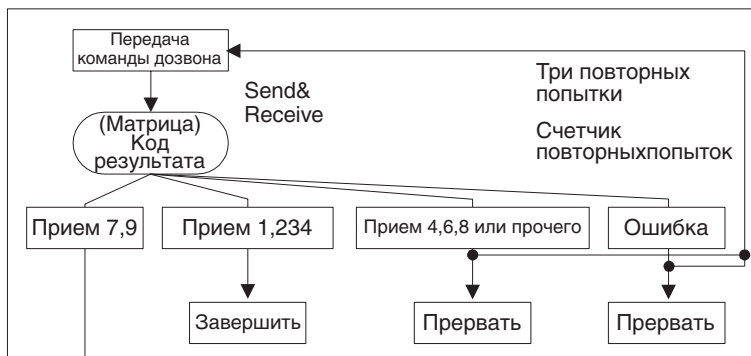 Передача
команды дозвона
Send&
Receive
Три повторных
попытки
(Матрица)
Код
результата
Счетчик
повторныхпопыток
Прием 7,9
Прием 1,234
Прием 4,6,8 или прочего
Ошибка
Завершить
Прервать
Прервать